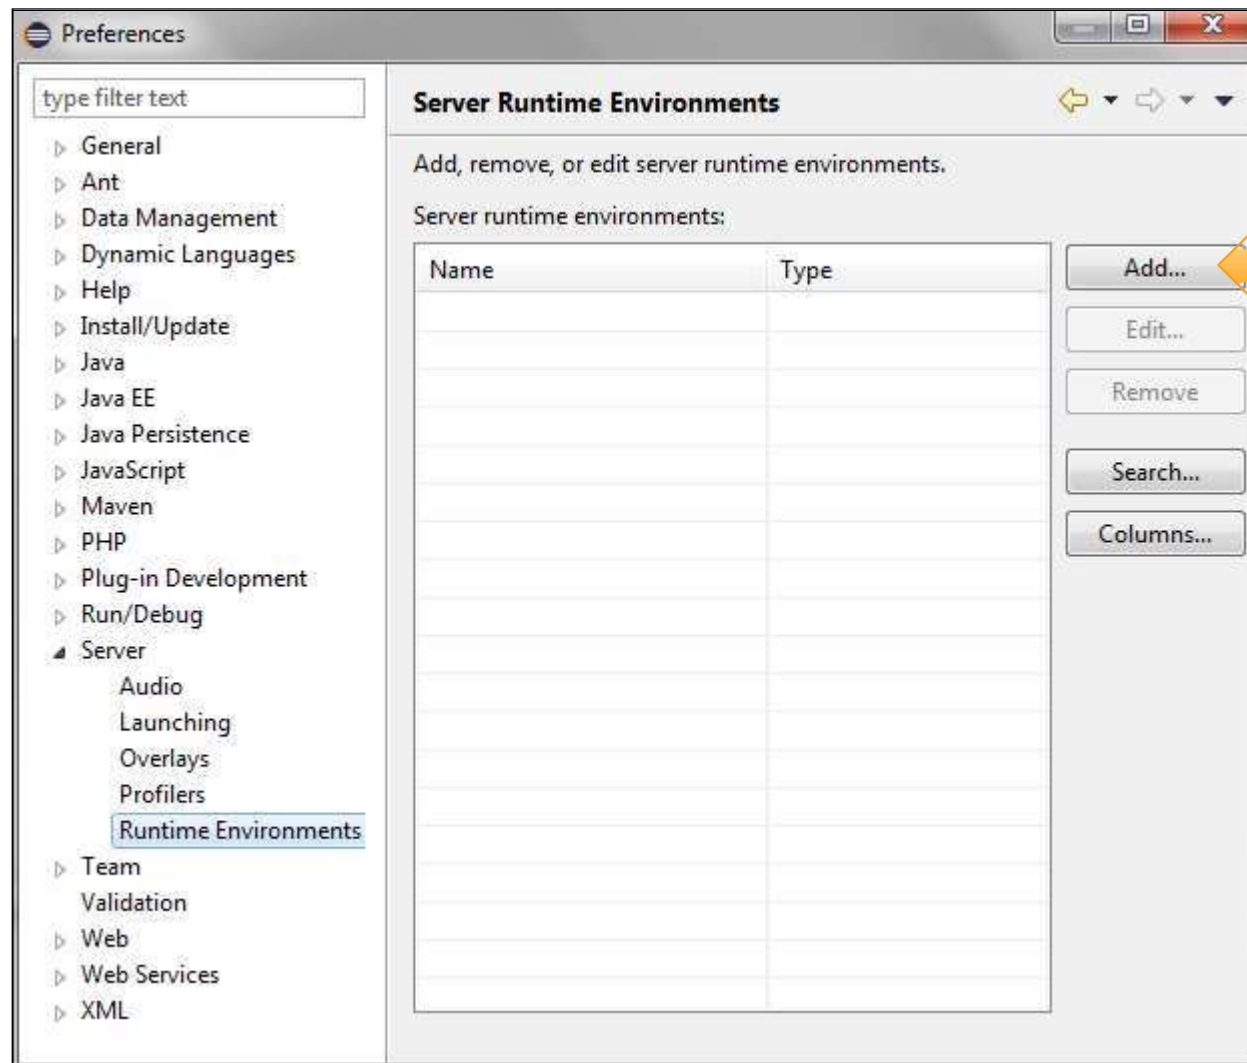 Preferences
type filter text
General
Ant
Data Management
Dynamic Languages
Help
Install/Update
Java
Java EE
Java Persistence
JavaScript
Maven
PHP
Plug-in Development
Run/Debug
Server
Audio
Launching
Overlays
Profilers
Runtime Environments
Team
Validation
Web
Web Services
XML
Server Runtime Environments
Add, remove, or edit server runtime environments.
Server runtime environments:
Name Type
Add...
Edit...
Remove
Search...
Columns...